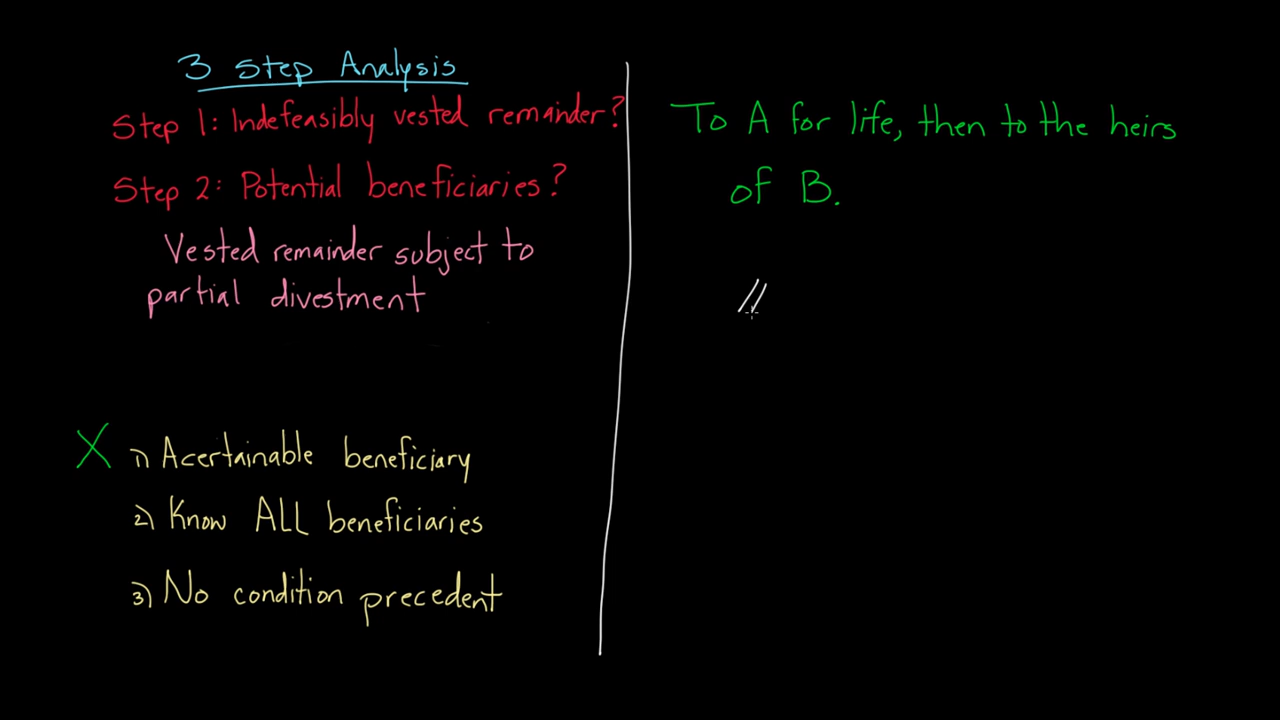 3 Step Analysis
Step 1: Indefeasibly vested remainder?
Step 2: Potential beneficiaries?
Vested remainder subject to
partial divestment
X 1) Acertainable beneficiary
2) Know ALL beneficiaries
3) No condition precedent
To A for life, then to the heirs
of B.